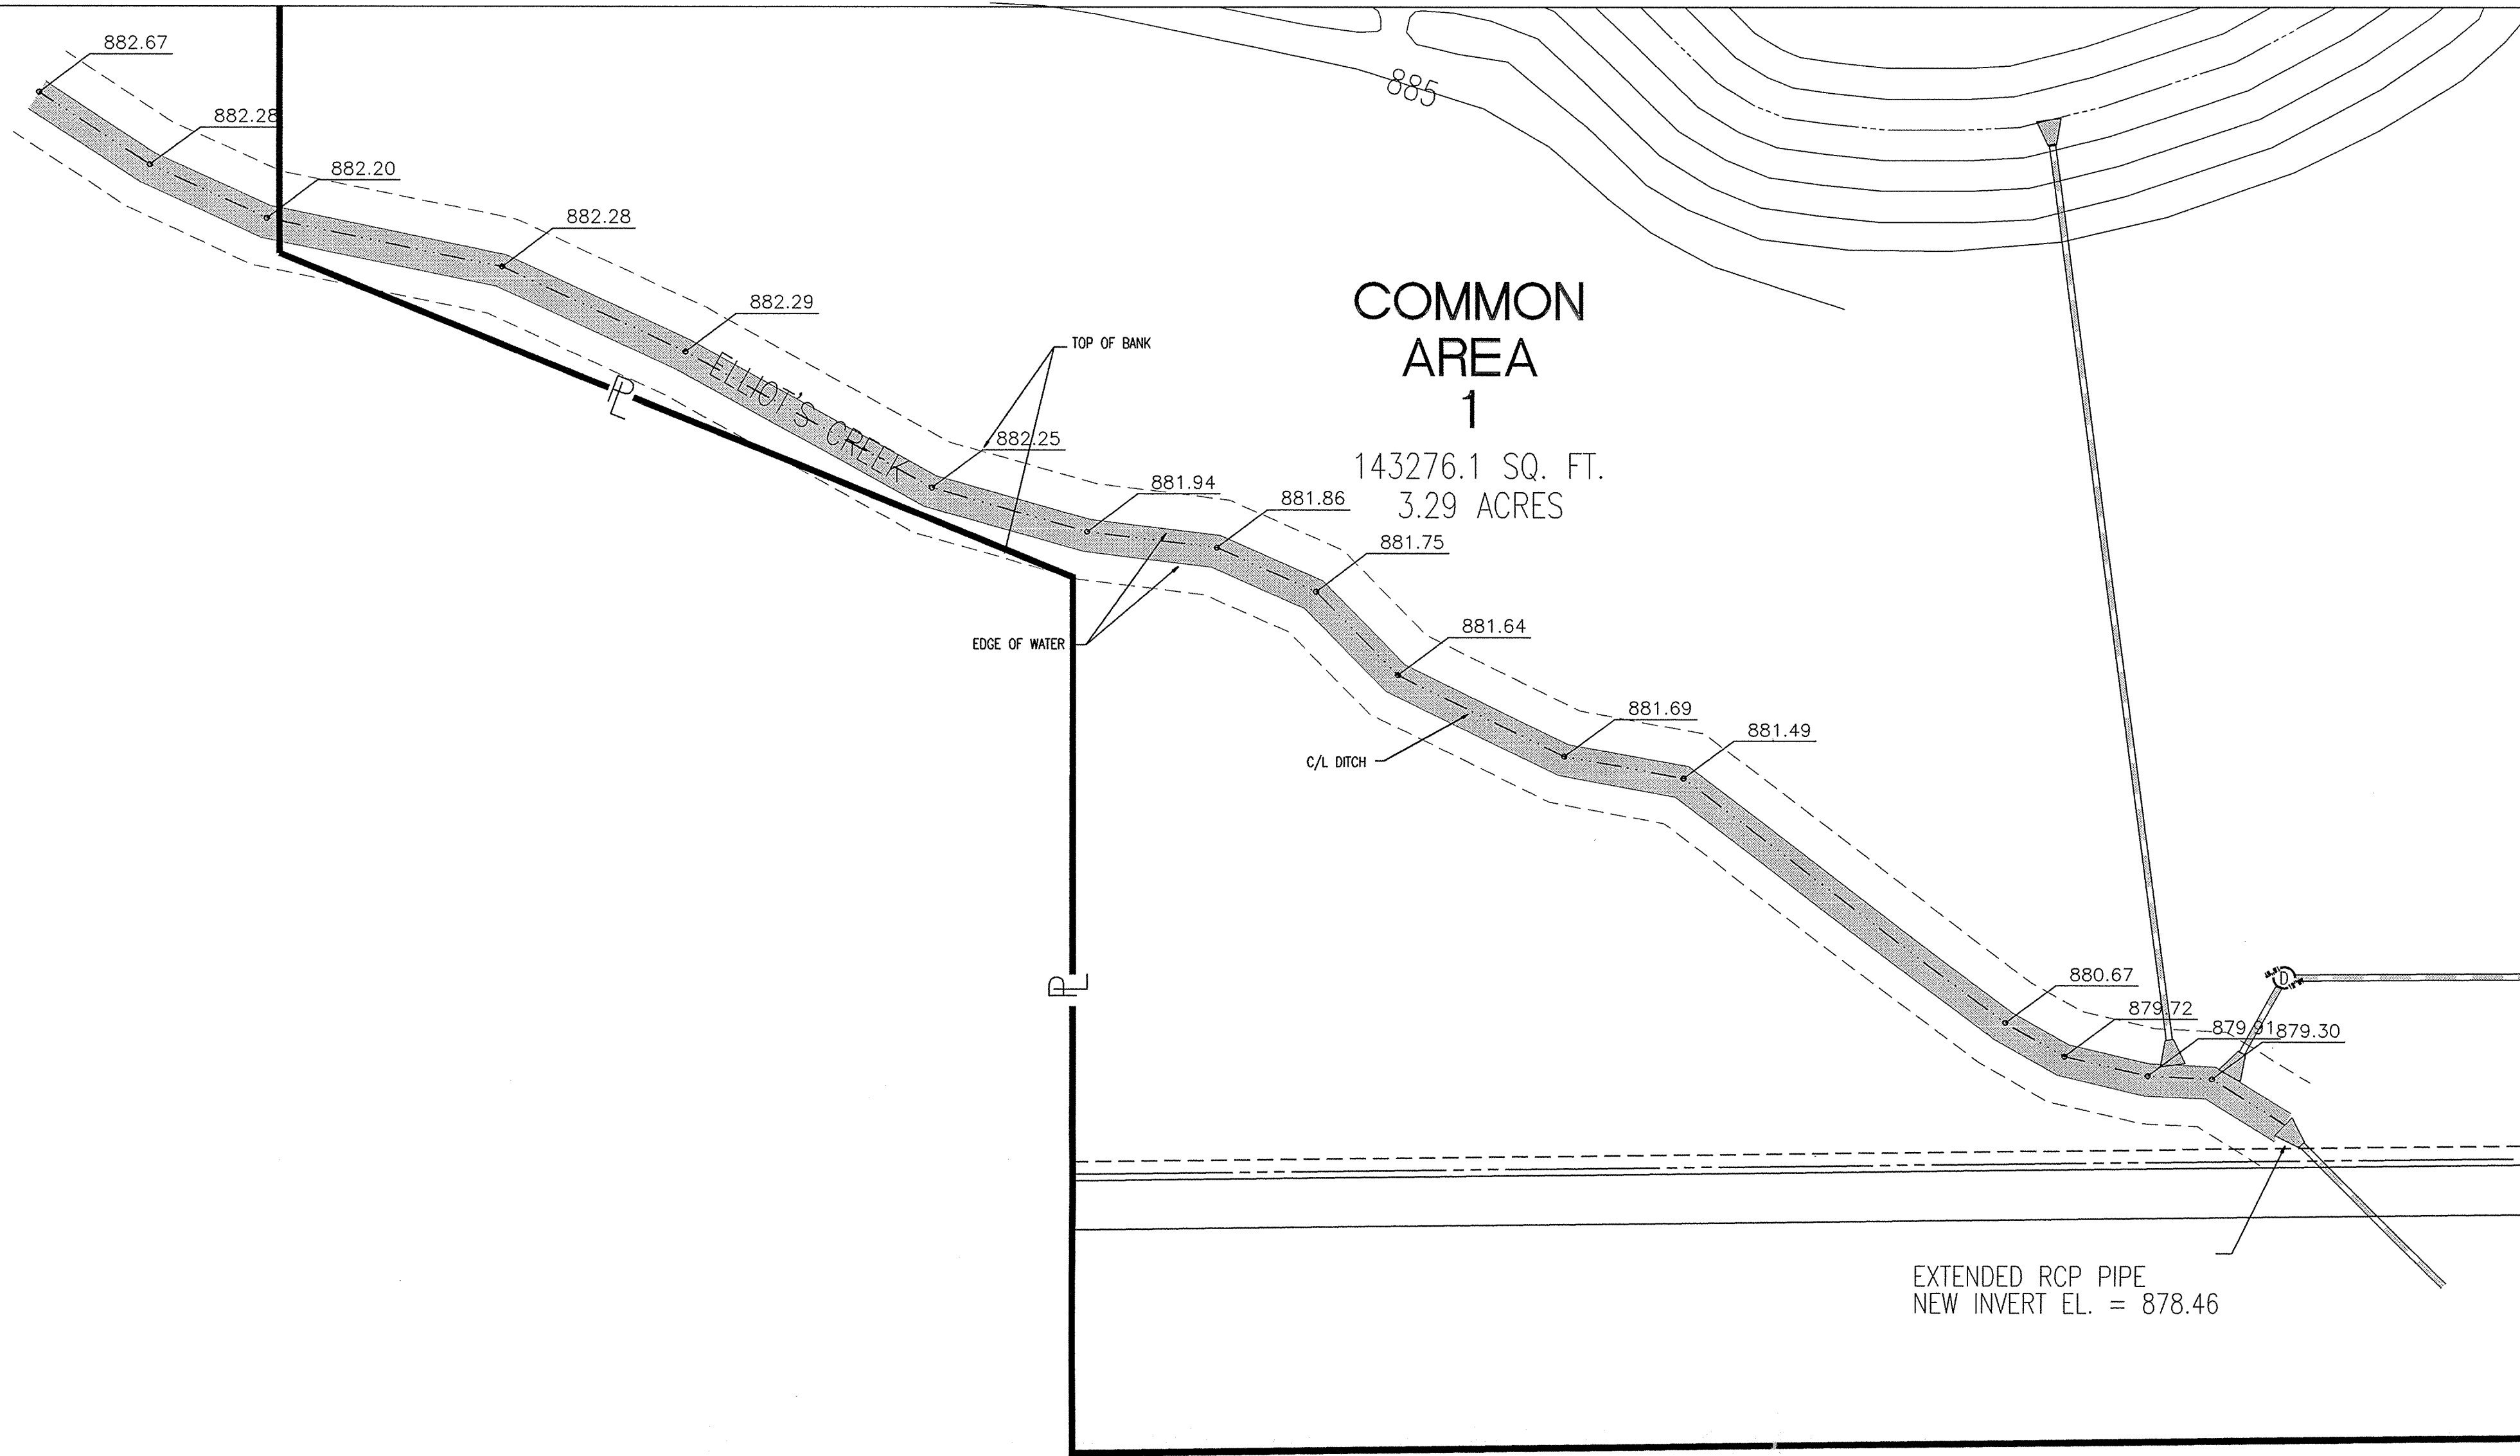 882.67
885
882.28
882.20
882.28
882.29
COMMON
AREA
1
143276.1 SQ. FT.
3.29 ACRES
TOP OF BANK
ELLIOT'S CREEK
PL
882.25
881.94
881.86
881.75
EDGE OF WATER
881.64
881.69
881.49
C/L DITCH
PL
880.67
D
879.72
879.91
879.30
EXTENDED RCP PIPE
NEW INVERT EL. = 878.46